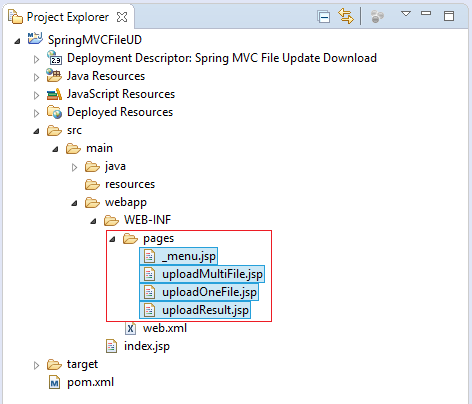 Project Explorer
SpringMVCFileUD
Deployment Descriptor: Spring MVC File Update Download
Java Resources
JavaScript Resources
Deployed Resources
src
main
java
resources
webapp
WEB-INF
pages
_menu.jsp
uploadMultiFile.jsp
uploadOneFile.jsp
uploadResult.jsp
web.xml
index.jsp
target
pom.xml